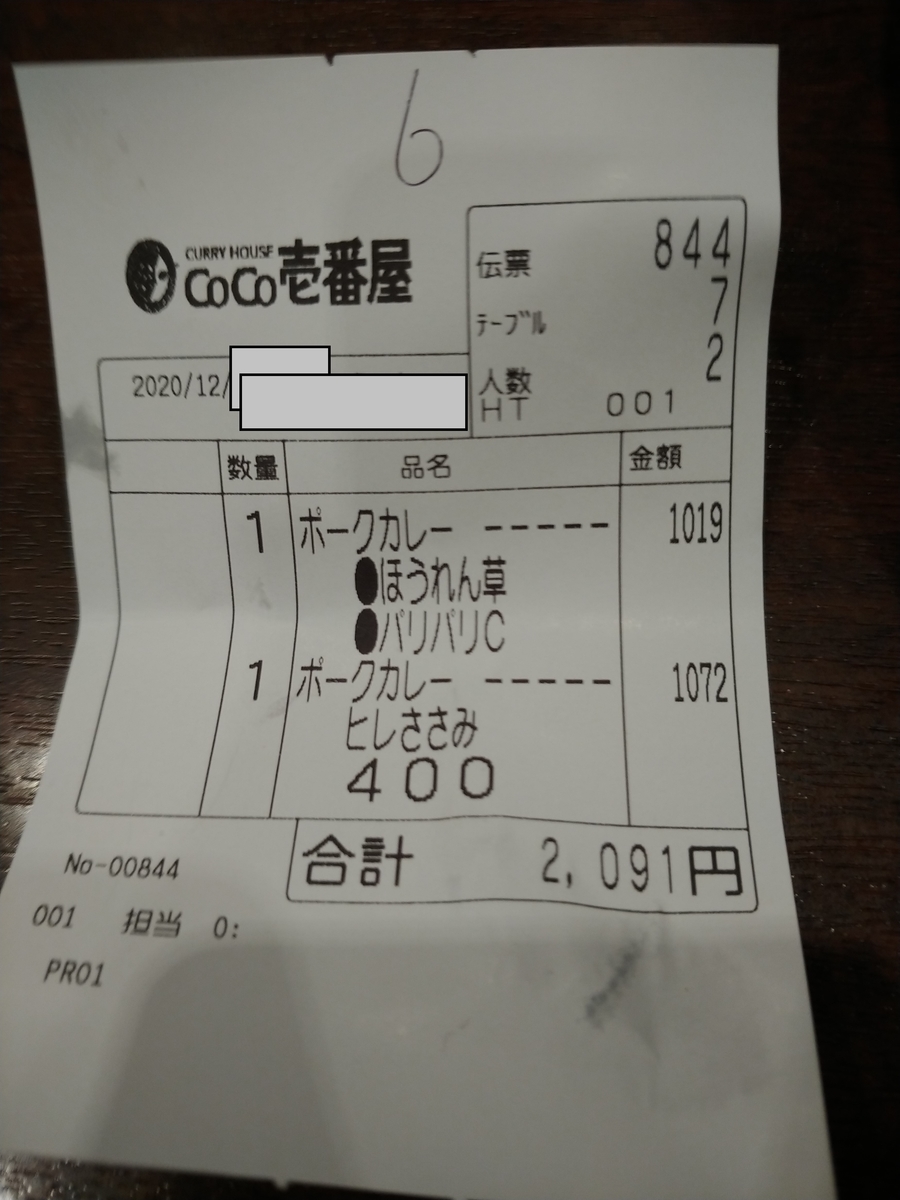 6
CURRY HOUSE
CoCo壱番屋
伝票 844
テーブル 7
人数 2
HT 001
2020/12/
数量 品名 金額
1 ポークカレー ----- 1019
●ほうれん草
●パリパリC
1 ポークカレー ----- 1072
ヒレささみ
400
合計 2,091円
No-00844
001 担当 0:
PR01